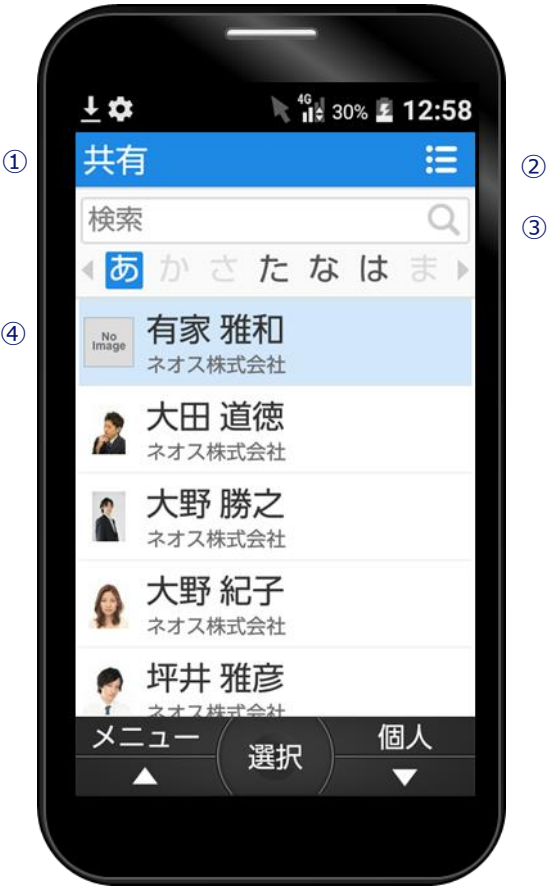 4G 30% 12:58
① 共有 ②
検索 ③
あ か さ た な は ま
④ No Image 有家 雅和
ネオス株式会社
大田 道徳
ネオス株式会社
大野 勝之
ネオス株式会社
大野 紀子
ネオス株式会社
坪井 雅彦
ネオス株式会社
メニュー 選択 個人